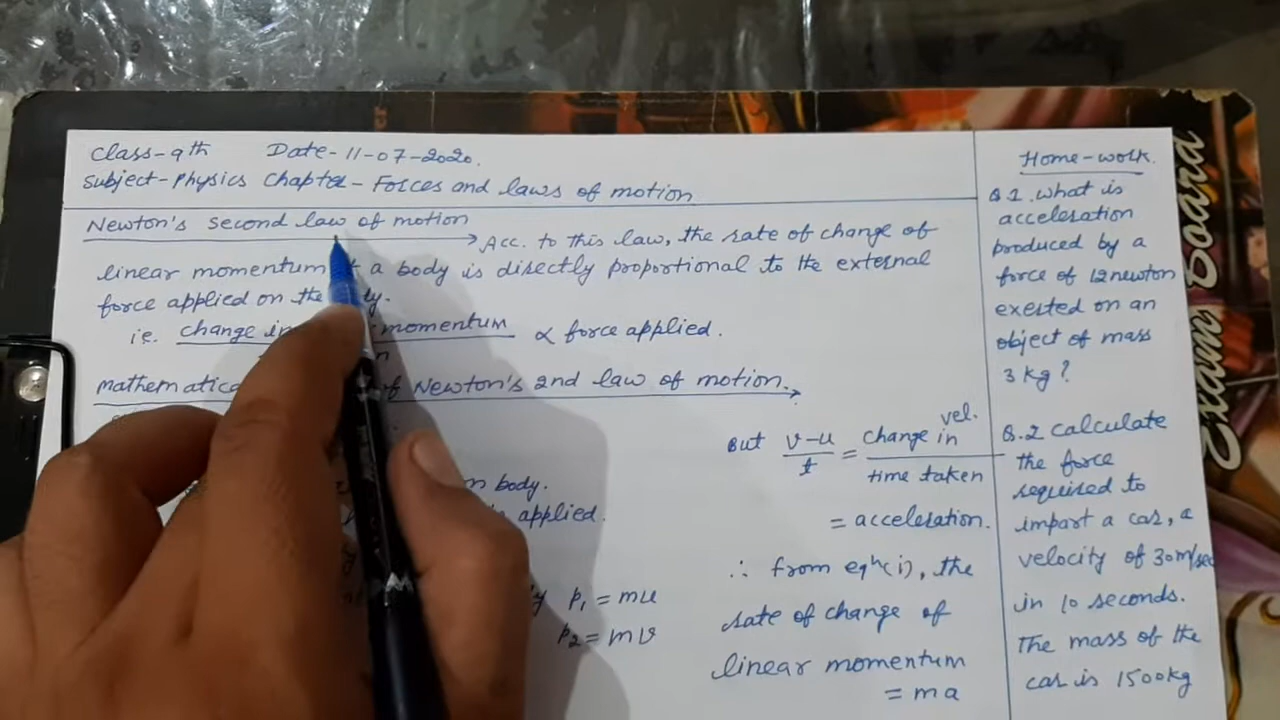 Class-9th Date-11-07-2020.
Subject-Physics Chapter-Forces and laws of motion
Newton's second law of motion
Acc. to this law, the rate of change of
linear momentum a body is directly proportional to the external
force applied on the
i.e. change in momentum ∝ force applied.
mathematica of Newton's 2nd law of motion.
body.
applied.
p₁ = mu
p₂ = mv
But v-u/t = change in vel./time taken
= acceleration.
∴ from eqⁿ(i), the
rate of change of
linear momentum
= ma
Home-work.
Q.1. what is
acceleration
produced by a
force of 12newton
exerted on an
object of mass
3 kg?
Q.2 calculate
the force
required to
impart a car, a
velocity of 30m/sec
in 10 seconds.
The mass of the
car is 1500kg
Exam Board